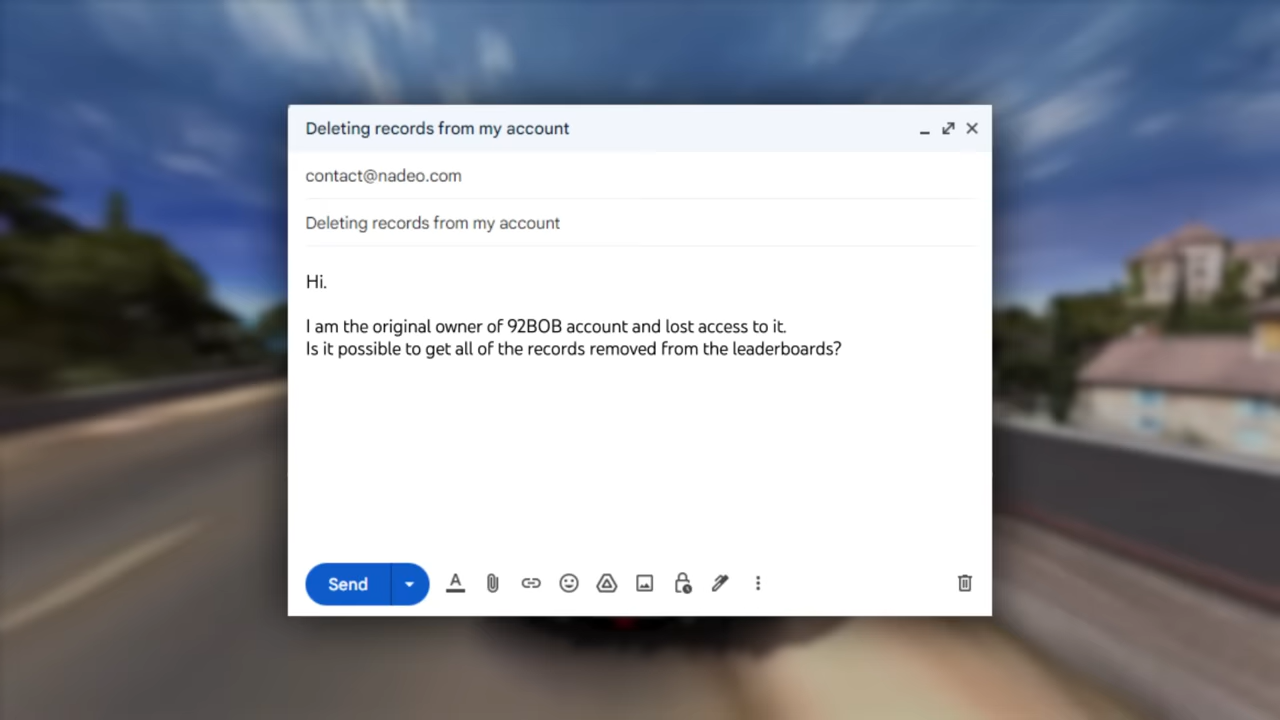 Deleting records from my account
contact@nadeo.com
Deleting records from my account
Hi.
I am the original owner of 92BOB account and lost access to it.
Is it possible to get all of the records removed from the leaderboards?
Send